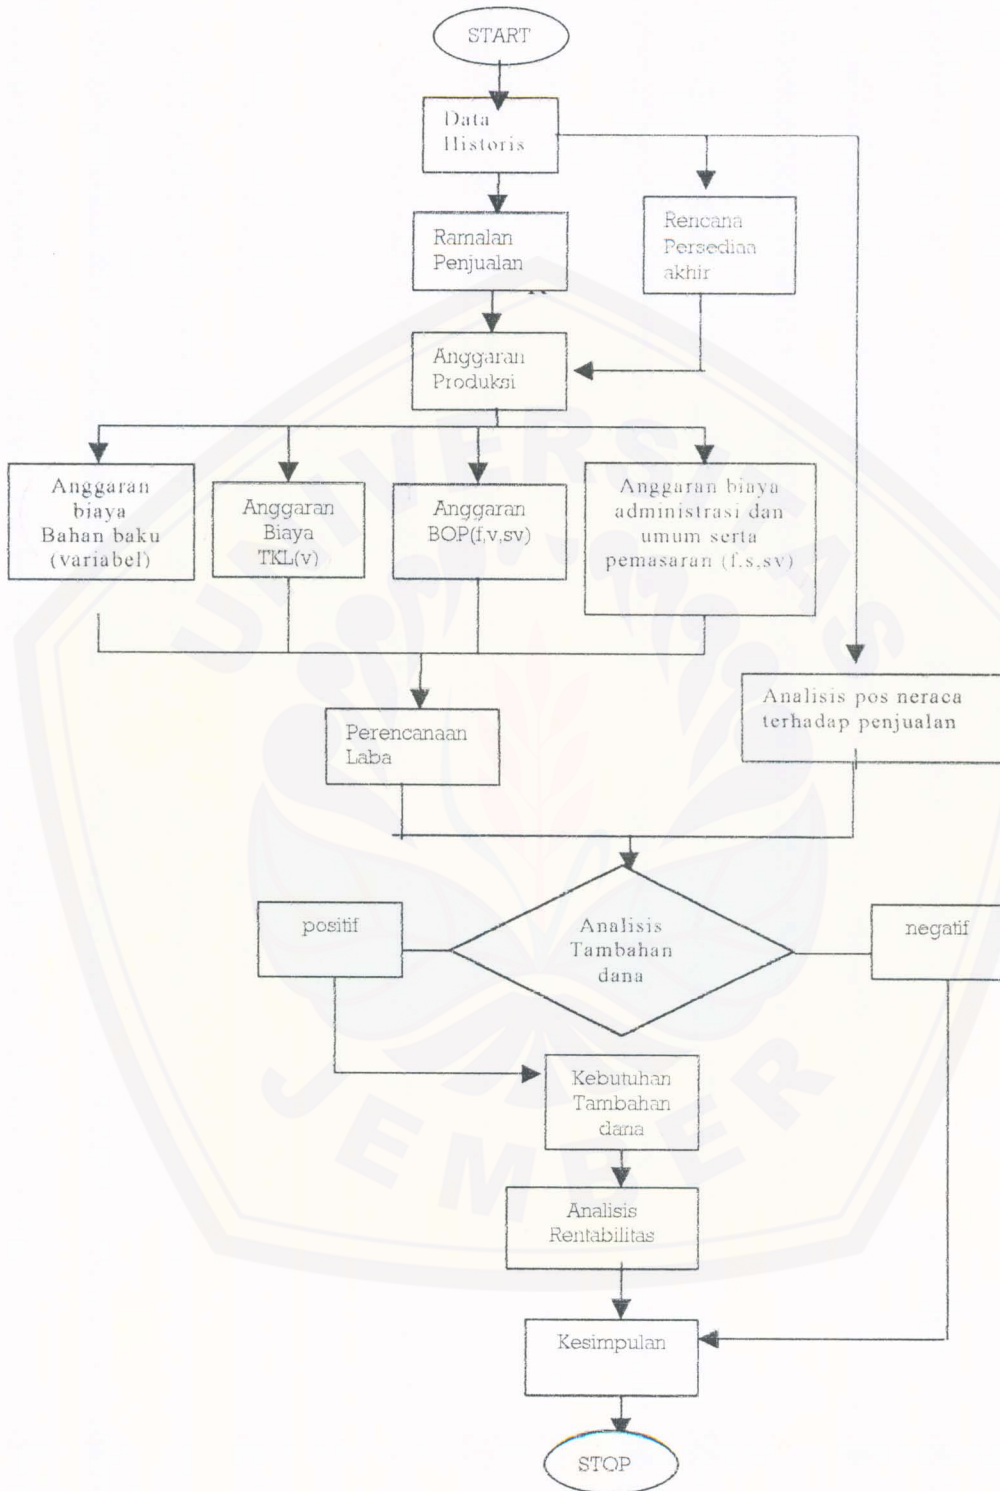 START
Data
Historis
Ramalan
Penjualan
Rencana
Persediaa
akhir
Anggaran
Produksi
Anggaran
biaya
Bahan baku
(variabel)
Anggaran
Biaya
TKL(v)
Anggaran
BOP(f,v,sv)
Anggaran biaya
administrasi dan
umum serta
pemasaran (f.s,sv)
Perencanaan
Laba
Analisis pos neraca
terhadap penjualan
positif
Analisis
Tambahan
dana
negatif
Kebutuhan
Tambahan
dana
Analisis
Rentabilitas
Kesimpulan
STOP
UNIVERSITAS
JEMBER